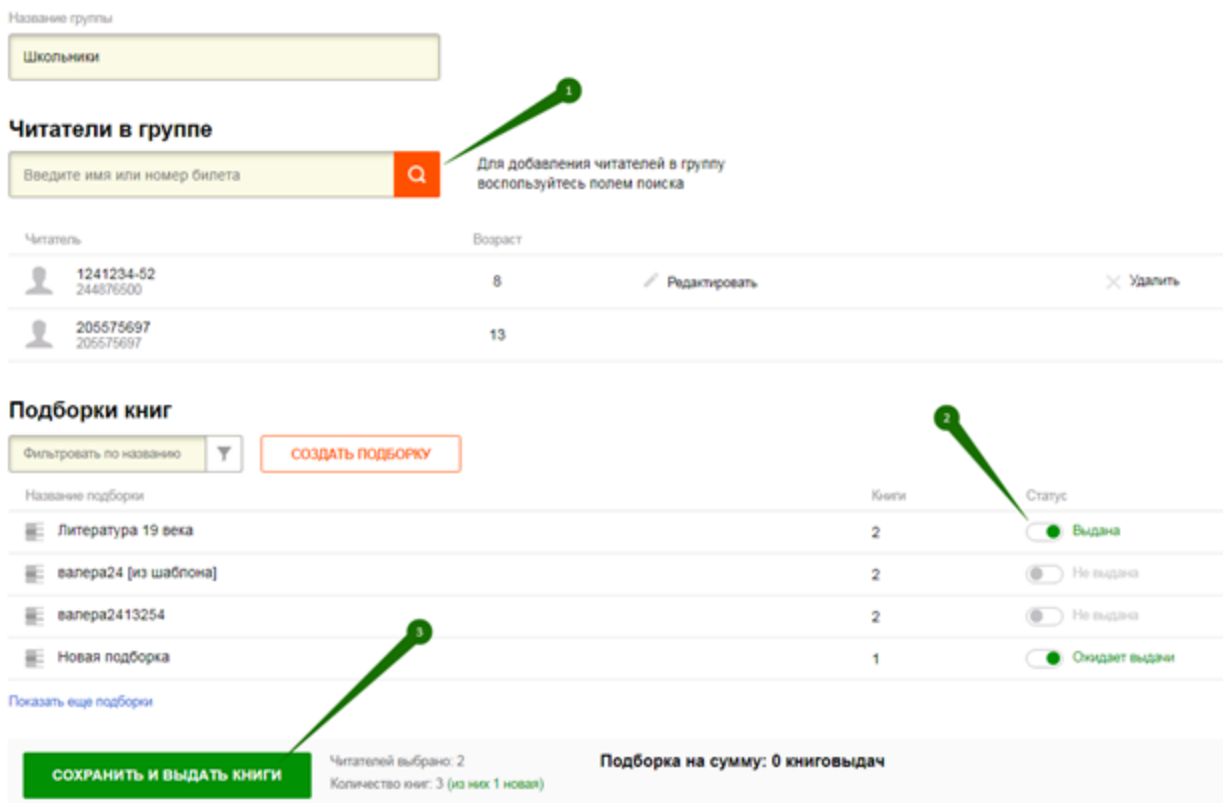 Название группы
Школьники
1
Читатели в группе
Введите имя или номер билета
Для добавления читателей в группу
воспользуйтесь полем поиска
Читатель Возраст
1241234-52 8 Редактировать Удалить
244876500
205575697 13
205575697
Подборки книг
2
Фильтровать по названию СОЗДАТЬ ПОДБОРКУ
Название подборки Книги Статус
Литература 19 века 2 Выдана
валера24 [из шаблона] 2 Не выдана
валера2413254 2 Не выдана
3
Новая подборка 1 Ожидает выдачи
Показать еще подборки
СОХРАНИТЬ И ВЫДАТЬ КНИГИ
Читателей выбрано: 2 Подборка на сумму: 0 книговыдач
Количество книг: 3 (из них 1 новая)